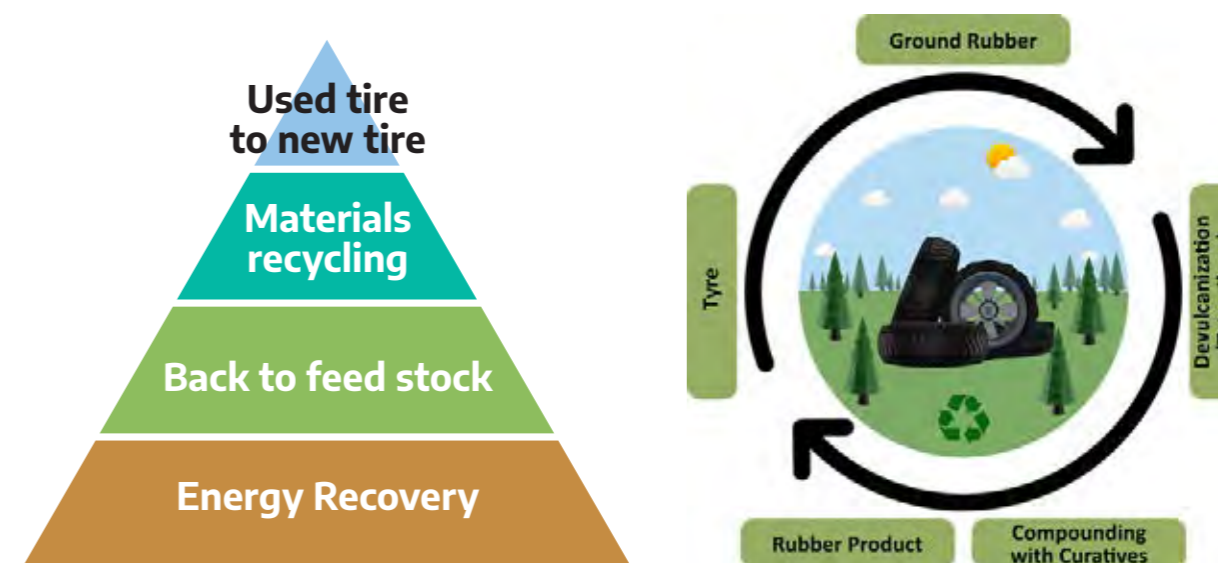 Used tire
to new tire
Materials
recycling
Back to feed stock
Energy Recovery
Ground Rubber
Tyre
Devulcanization
Rubber Product
Compounding
with Curatives